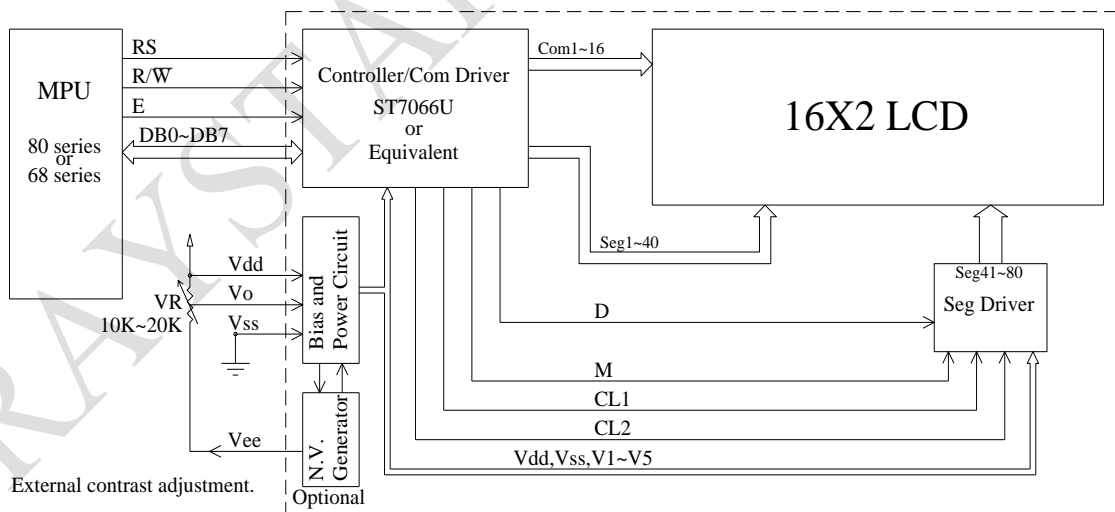 RS
R/W̅
E
DB0~DB7
MPU
80 series
or
68 series
Controller/Com Driver
ST7066U
or
Equivalent
Com1~16
16X2 LCD
Seg1~40
Seg41~80
Seg Driver
Vdd
Vo
Vss
VR
10K~20K
Bias and
Power Circuit
D
M
CL1
CL2
Vdd,Vss,V1~V5
Vee
N.V.
Generator
Optional
External contrast adjustment.